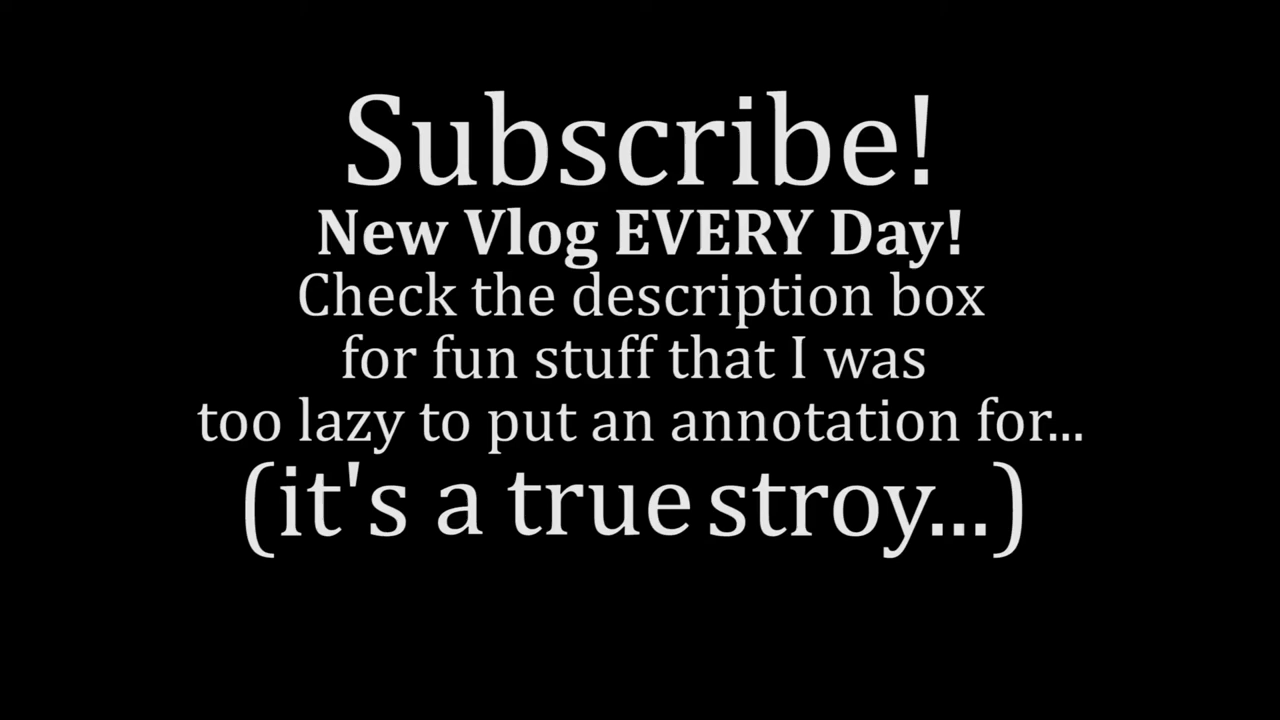 Subscribe!
New Vlog EVERY Day!
Check the description box
for fun stuff that I was
too lazy to put an annotation for...
(it's a true stroy...)